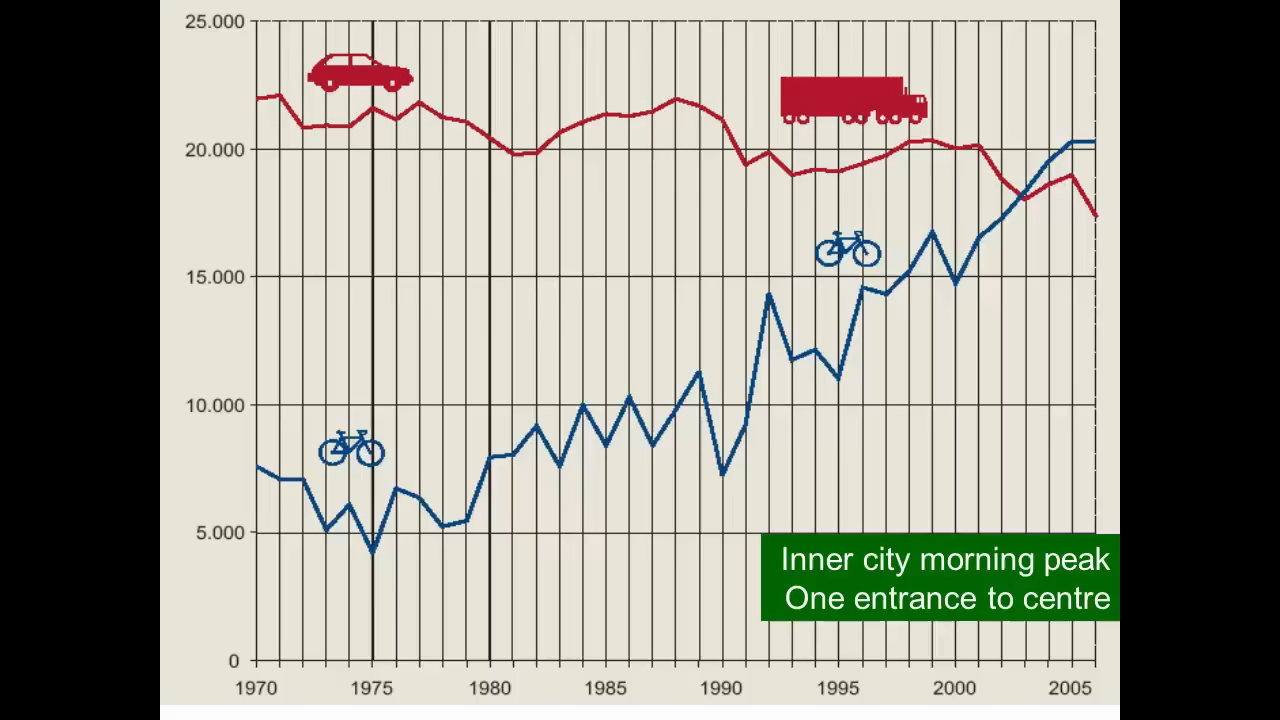 25.000
20.000
15.000
10.000
5.000
0
1970 1975 1980 1985 1990 1995 2000 2005
Inner city morning peak
One entrance to centre